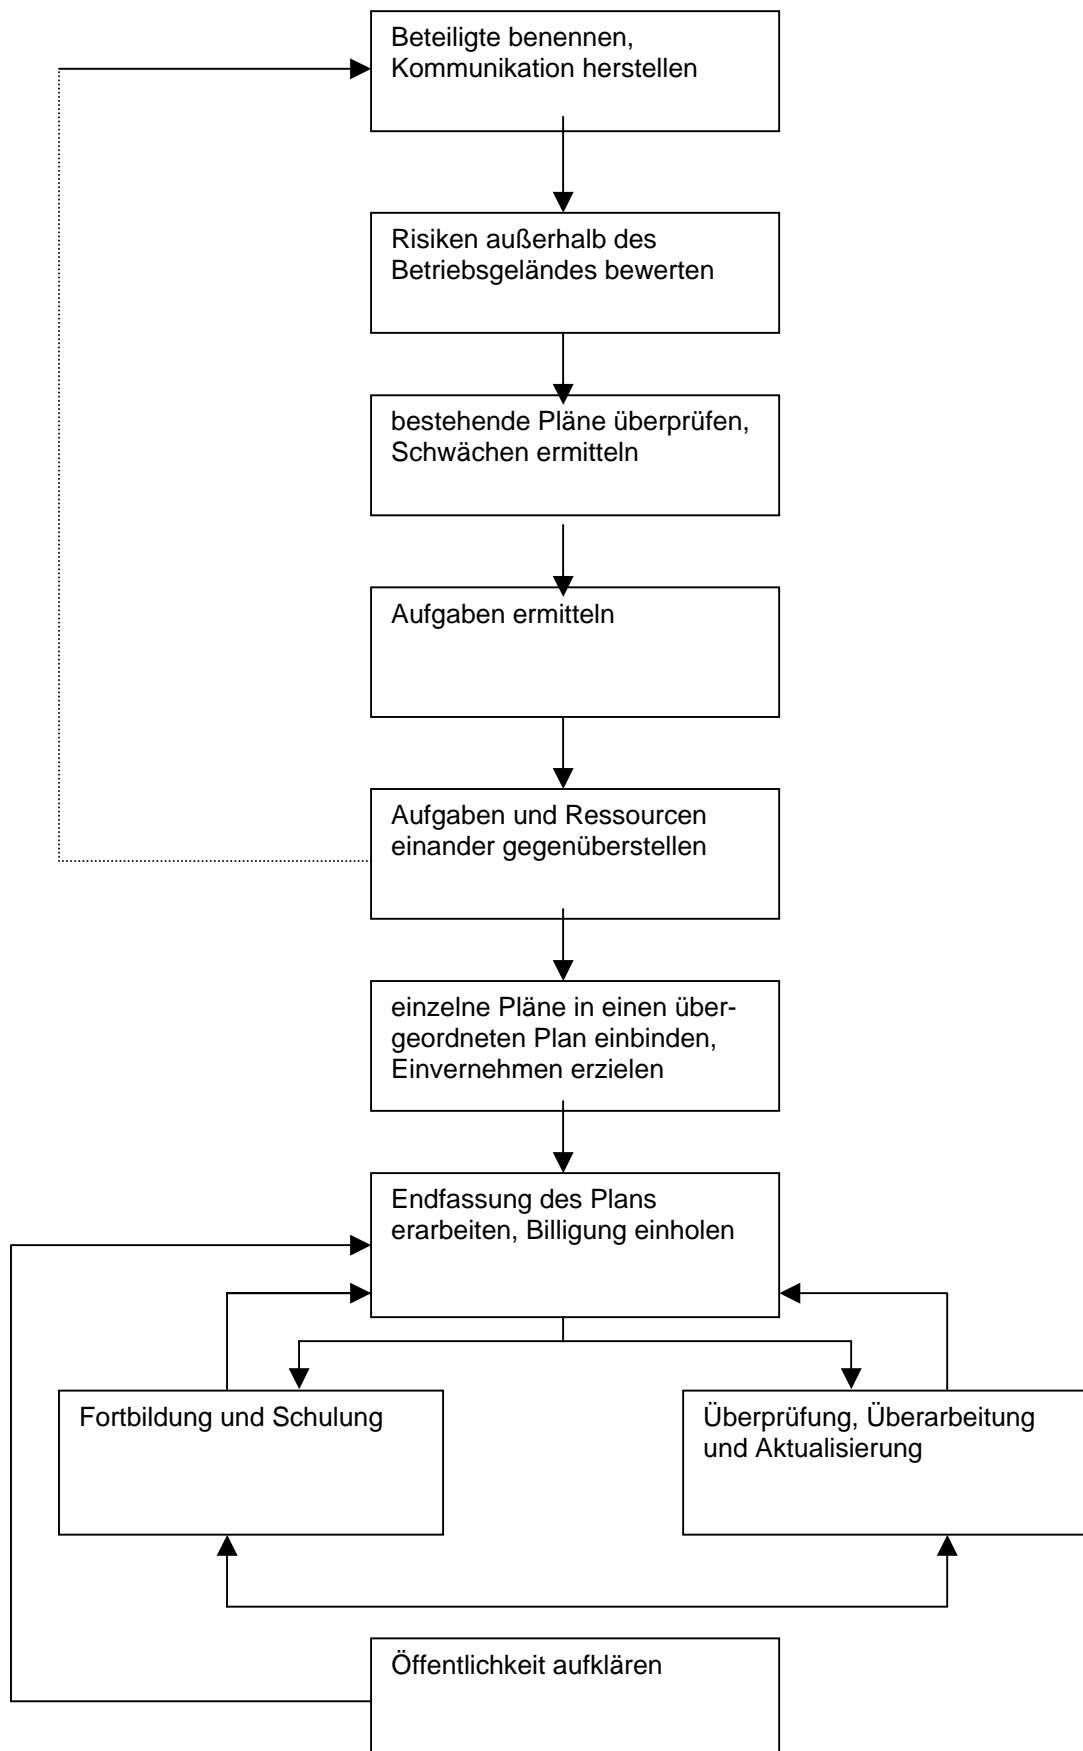 Beteiligte benennen,
Kommunikation herstellen
Risiken außerhalb des
Betriebsgeländes bewerten
bestehende Pläne überprüfen,
Schwächen ermitteln
Aufgaben ermitteln
Aufgaben und Ressourcen
einander gegenüberstellen
einzelne Pläne in einen über-
geordneten Plan einbinden,
Einvernehmen erzielen
Endfassung des Plans
erarbeiten, Billigung einholen
Fortbildung und Schulung
Überprüfung, Überarbeitung
und Aktualisierung
Öffentlichkeit aufklären